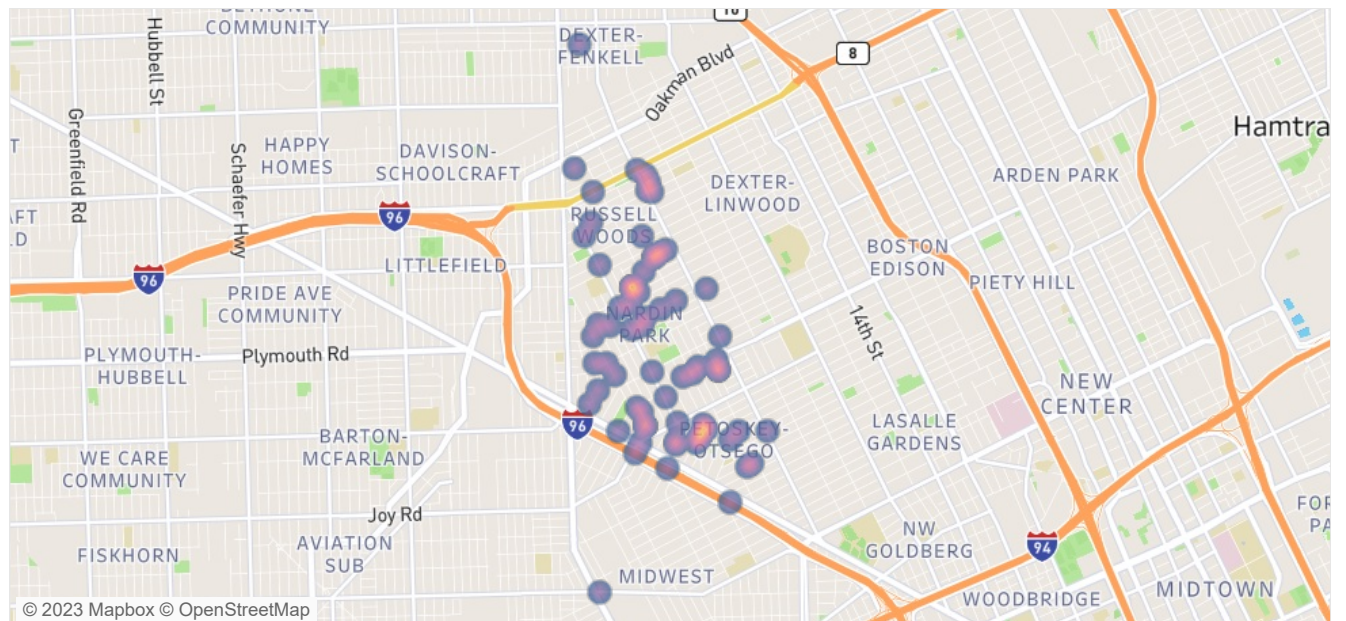 COMMUNITY
Hubbell St
DEXTER-
FENKELL
Oakman Blvd
8
Greenfield Rd
Hamtra
HAPPY
HOMES
Schaefer Hwy
DAVISON-
SCHOOLCRAFT
DEXTER-
LINWOOD
ARDEN PARK
96
RUSSELL
WOODS
BOSTON
EDISON
LITTLEFIELD
96
PIETY HILL
PRIDE AVE
COMMUNITY
NARDIN
PARK
14th St
PLYMOUTH-
HUBBELL
Plymouth Rd
NEW
CENTER
96
LASALLE
GARDENS
PETOSKEY-
OTSEGO
BARTON-
MCFARLAND
WE CARE
COMMUNITY
Joy Rd
FOR
PA
NW
GOLDBERG
94
FISKHORN
AVIATION
SUB
MIDWEST
WOODBRIDGE
MIDTOWN
© 2023 Mapbox © OpenStreetMap